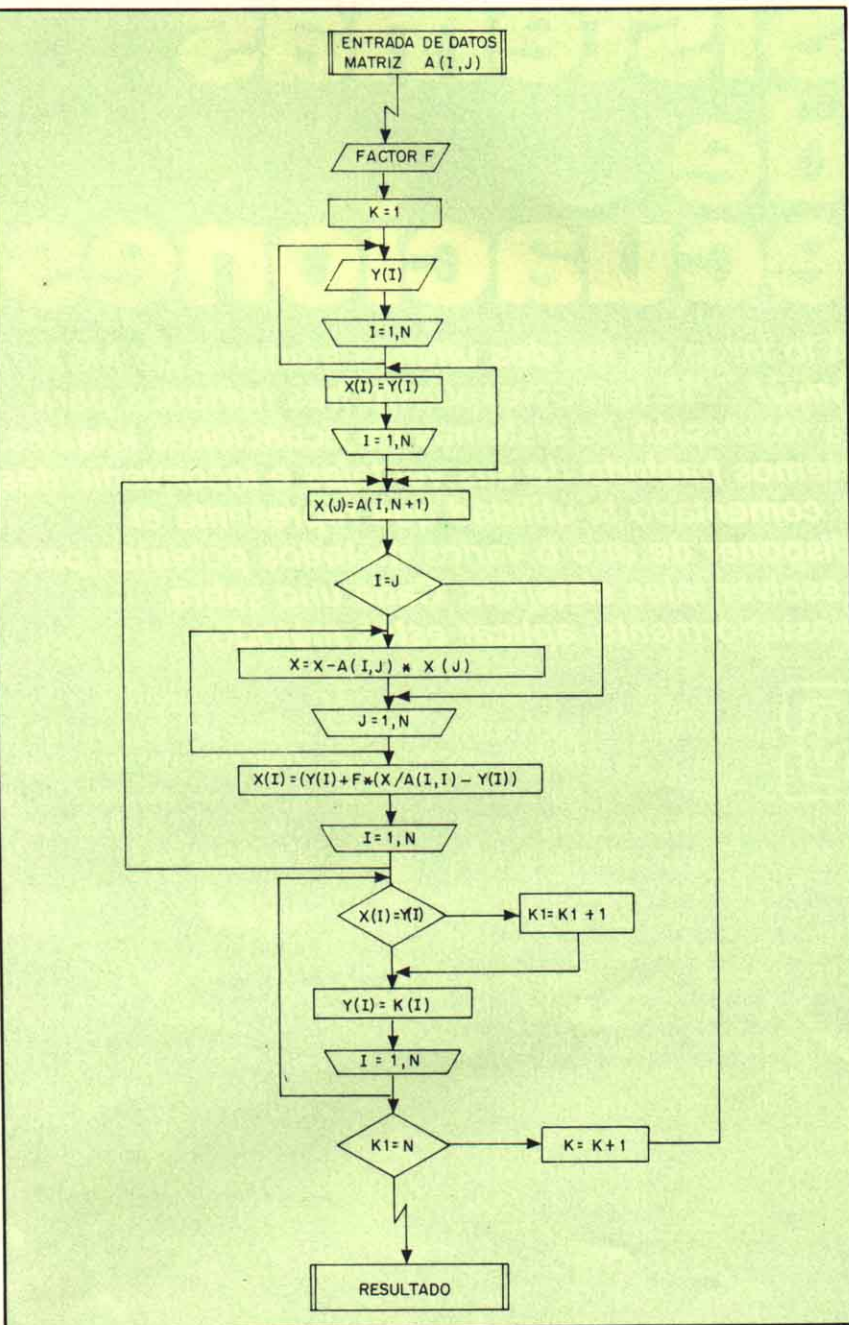 ENTRADA DE DATOS
MATRIZ A(I,J)
FACTOR F
K=1
Y(I)
I=1,N
X(I)=Y(I)
I=1,N.
X(J)=A(I,N+1)
I=J
X=X-A(I,J) * X(J)
J=1,N
X(I)=(Y(I)+F*(X/A(I,I)-Y(I))
I=1,N
X(I)=Y(I)
K1=K1+1
Y(I)=K(I)
I=1,N
K1=N
K=K+1
RESULTADO